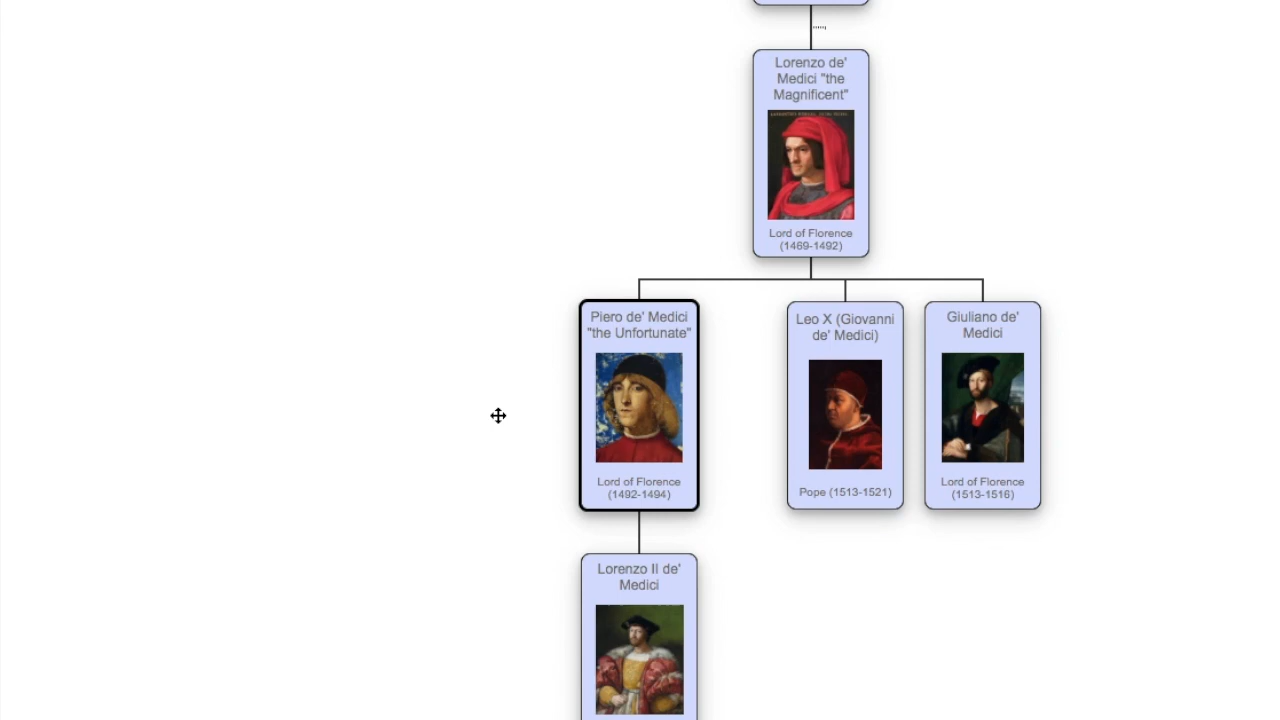 Lorenzo de'
Medici "the
Magnificent"
Lord of Florence
(1469-1492)
Piero de' Medici
"the Unfortunate"
Lord of Florence
(1492-1494)
Leo X (Giovanni
de' Medici)
Pope (1513-1521)
Giuliano de'
Medici
Lord of Florence
(1513-1516)
Lorenzo II de'
Medici